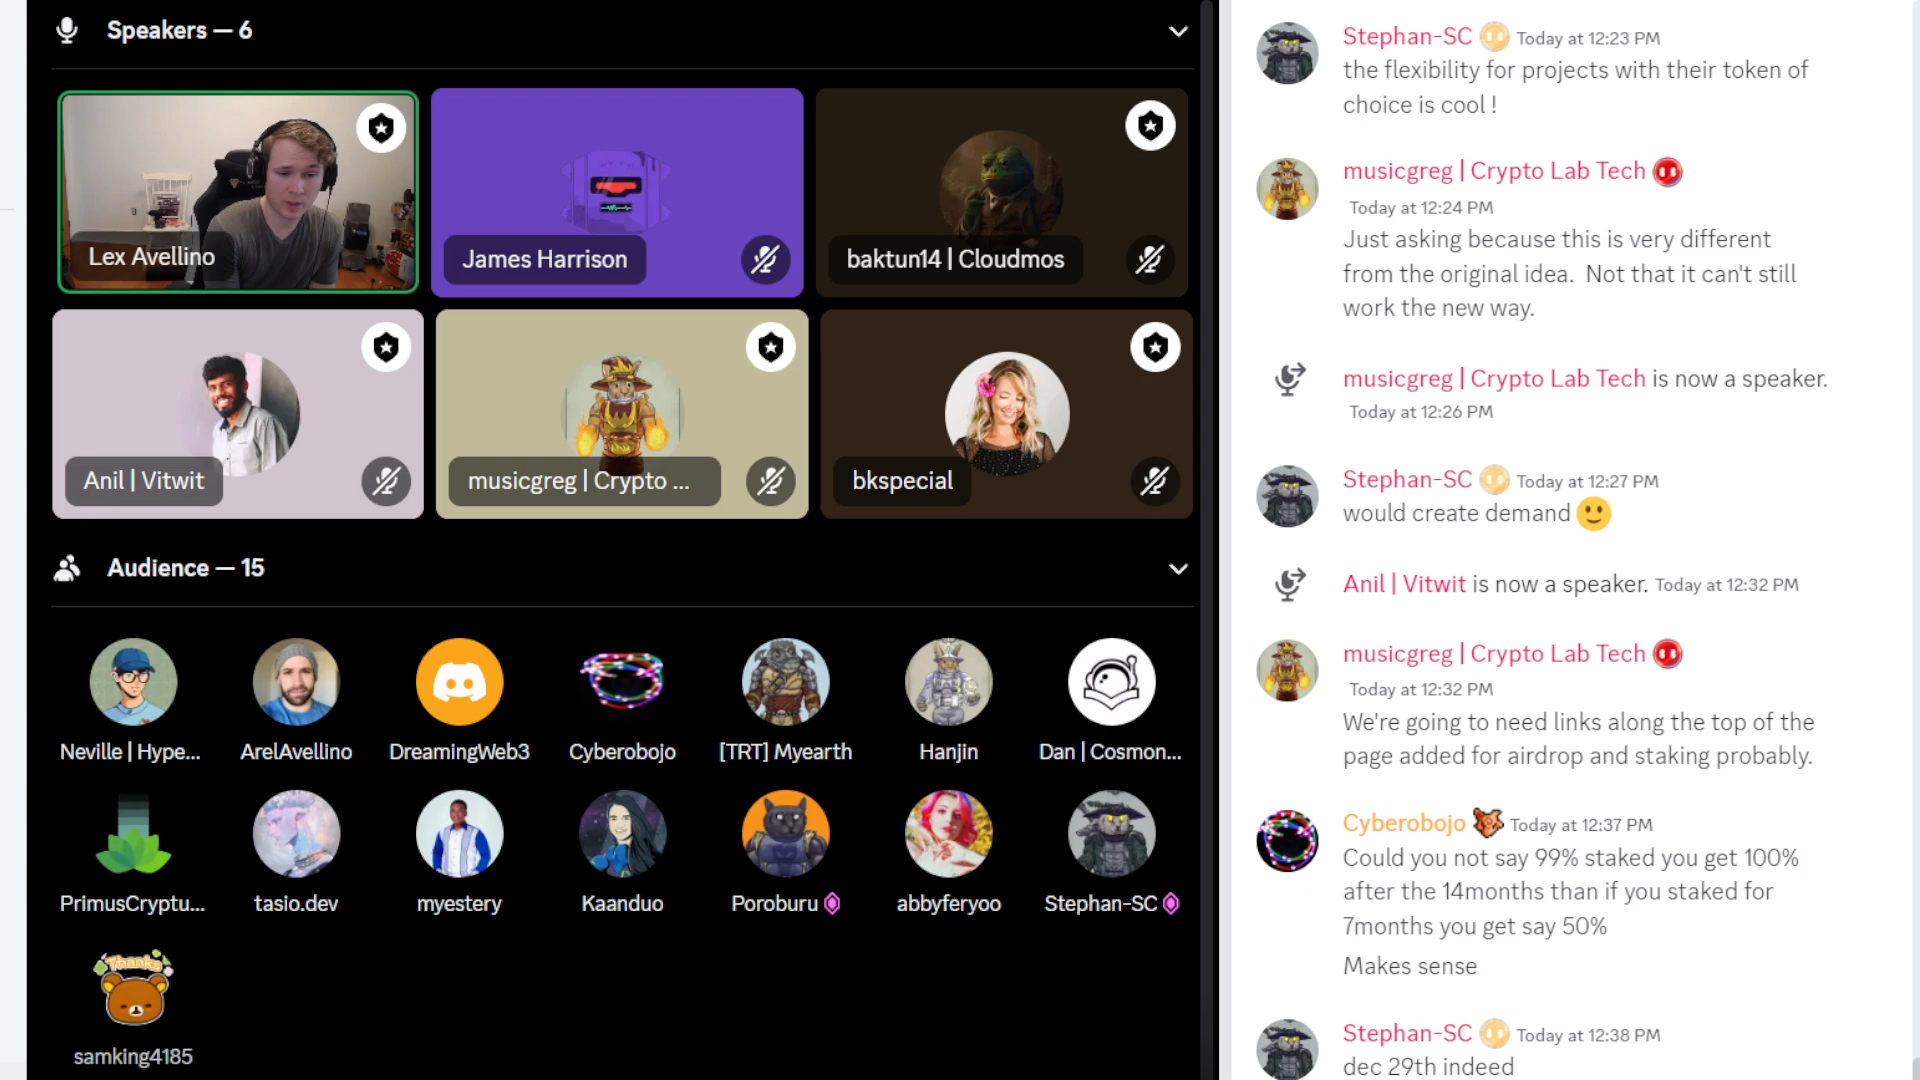 Speakers — 6
Lex Avellino
James Harrison
baktun14 | Cloudmos
Anil | Vitwit
musicgreg | Crypto ...
bkspecial
Audience — 15
Neville | Hype...
ArelAvellino
DreamingWeb3
Cyberobojo
[TRT] Myearth
Hanjin
Dan | Cosmon...
PrimusCryptu...
tasio.dev
myestery
Kaanduo
Poroburu
abbyferyoo
Stephan-SC
Thanks
samking4185
Stephan-SC Today at 12:23 PM
the flexibility for projects with their token of
choice is cool !
musicgreg | Crypto Lab Tech
Today at 12:24 PM
Just asking because this is very different
from the original idea.  Not that it can't still
work the new way.
musicgreg | Crypto Lab Tech is now a speaker.
Today at 12:26 PM
Stephan-SC Today at 12:27 PM
would create demand
Anil | Vitwit is now a speaker. Today at 12:32 PM
musicgreg | Crypto Lab Tech
Today at 12:32 PM
We're going to need links along the top of the
page added for airdrop and staking probably.
Cyberobojo Today at 12:37 PM
Could you not say 99% staked you get 100%
after the 14months than if you staked for
7months you get say 50%
Makes sense
Stephan-SC Today at 12:38 PM
dec 29th indeed